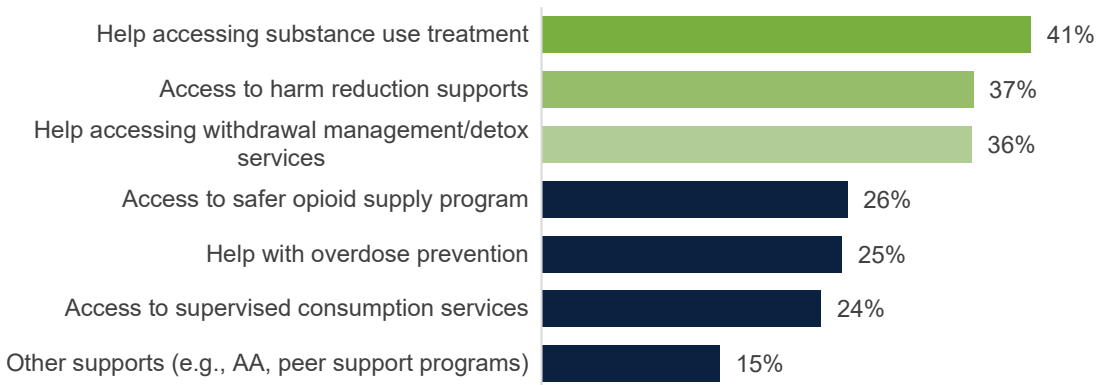 Help accessing substance use treatment 41%
Access to harm reduction supports 37%
Help accessing withdrawal management/detox
services 36%
Access to safer opioid supply program 26%
Help with overdose prevention 25%
Access to supervised consumption services 24%
Other supports (e.g., AA, peer support programs) 15%